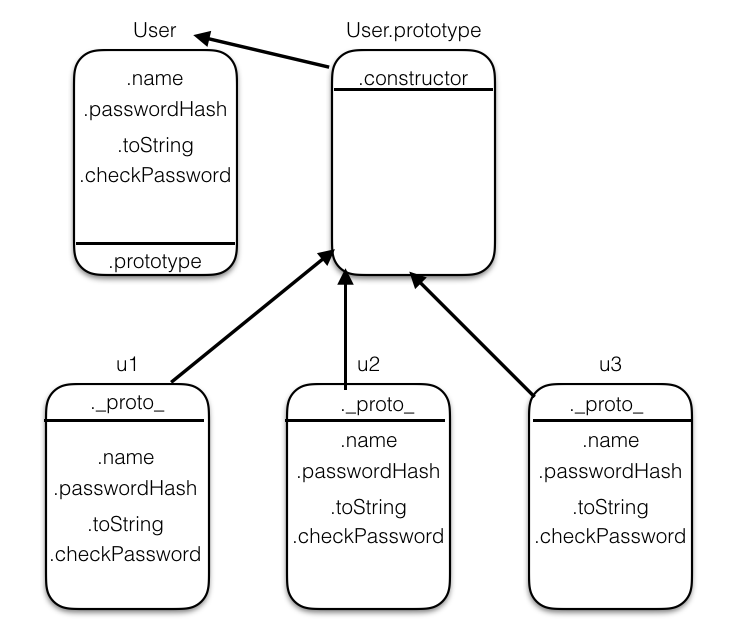 User
User.prototype
.name
.passwordHash
.toString
.checkPassword
.prototype
.constructor
u1
._proto_
.name
.passwordHash
.toString
.checkPassword
u2
._proto_
.name
.passwordHash
.toString
.checkPassword
u3
._proto_
.name
.passwordHash
.toString
.checkPassword